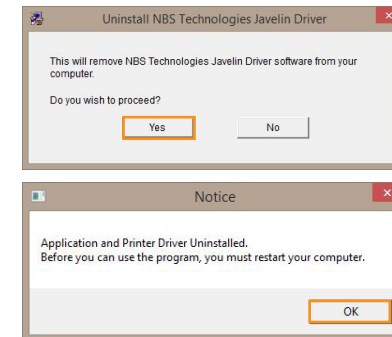 Uninstall NBS Technologies Javelin Driver
This will remove NBS Technologies Javelin Driver software from your
computer.
Do you wish to proceed?
Yes No
Notice
Application and Printer Driver Uninstalled.
Before you can use the program, you must restart your computer.
OK